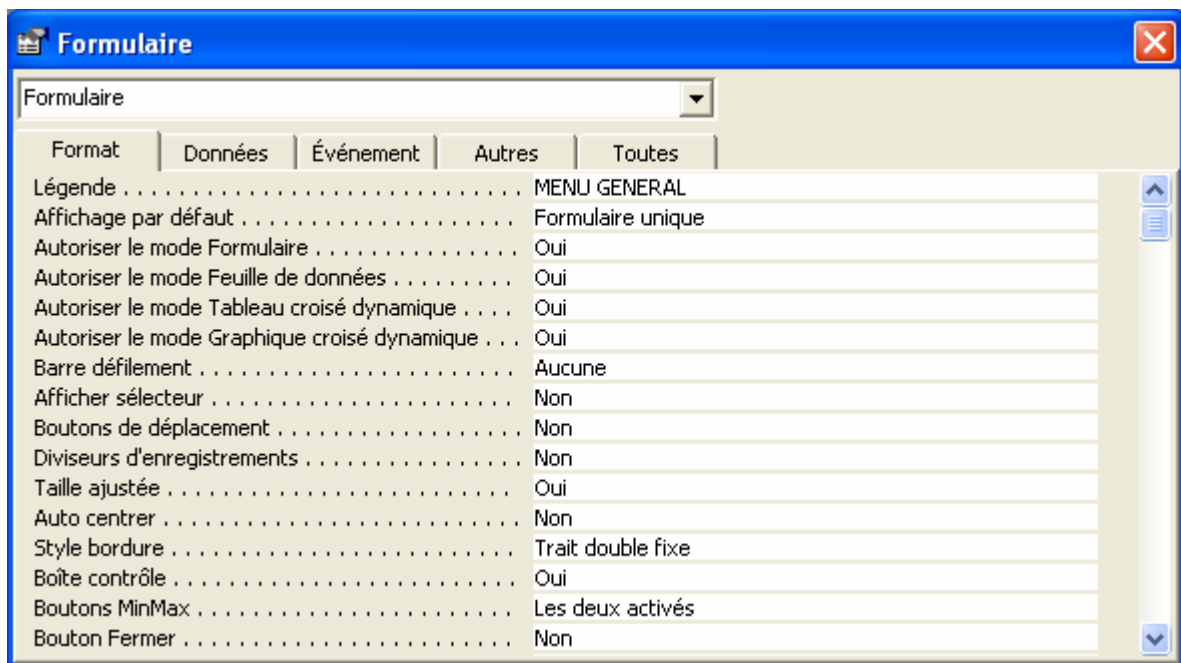 Formulaire
Formulaire
Format Données Événement Autres Toutes
Légende . . . . . . . . . . . . . . . . . . . . . . . . . . . . . MENU GENERAL
Affichage par défaut . . . . . . . . . . . . . . . . . . . . Formulaire unique
Autoriser le mode Formulaire . . . . . . . . . . . . . . . Oui
Autoriser le mode Feuille de données . . . . . . . . . Oui
Autoriser le mode Tableau croisé dynamique . . . . Oui
Autoriser le mode Graphique croisé dynamique . . . Oui
Barre défilement . . . . . . . . . . . . . . . . . . . . . . . Aucune
Afficher sélecteur . . . . . . . . . . . . . . . . . . . . . . Non
Boutons de déplacement . . . . . . . . . . . . . . . . . . Non
Diviseurs d'enregistrements . . . . . . . . . . . . . . . . Non
Taille ajustée . . . . . . . . . . . . . . . . . . . . . . . . . Oui
Auto centrer . . . . . . . . . . . . . . . . . . . . . . . . . . Non
Style bordure . . . . . . . . . . . . . . . . . . . . . . . . . Trait double fixe
Boîte contrôle . . . . . . . . . . . . . . . . . . . . . . . . . Oui
Boutons MinMax . . . . . . . . . . . . . . . . . . . . . . . Les deux activés
Bouton Fermer . . . . . . . . . . . . . . . . . . . . . . . . . Non